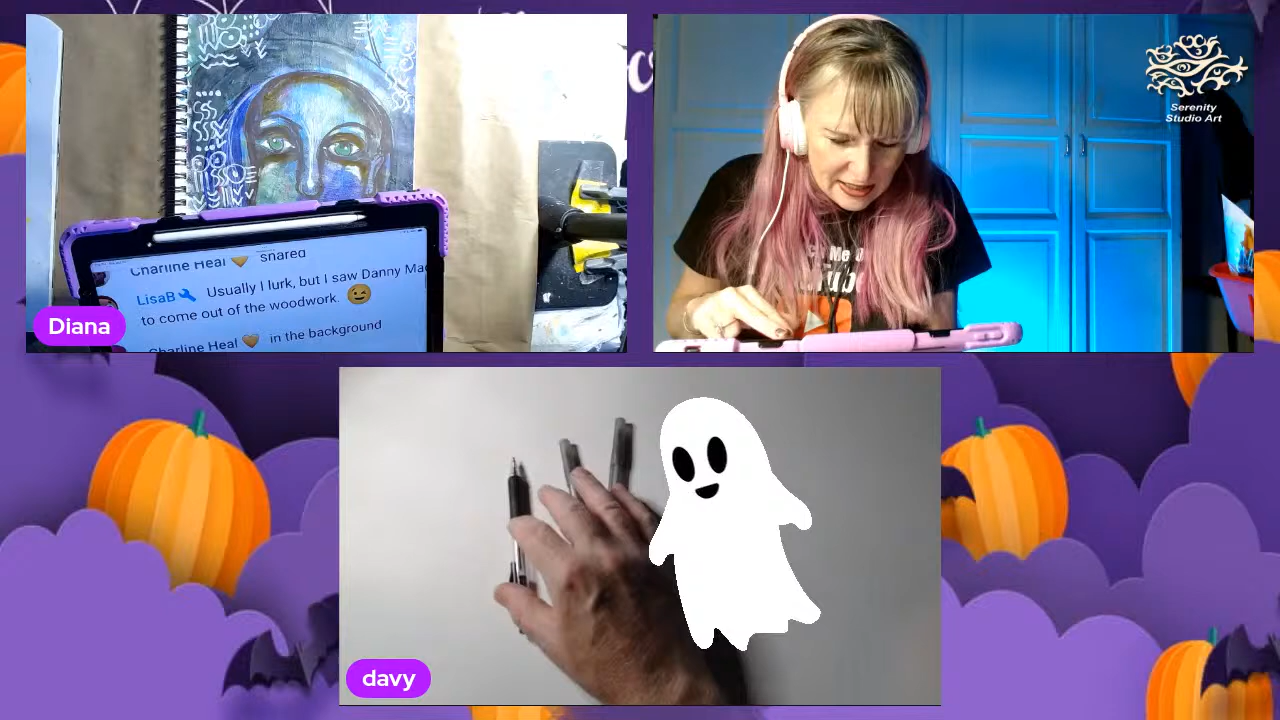 Serenity
Studio Art
Charline Heal 🧡 shared
LisaB🔧 Usually I lurk, but I saw Danny Mac
to come out of the woodwork. 😉
Charline Heal 🧡 in the background
Diana
davy